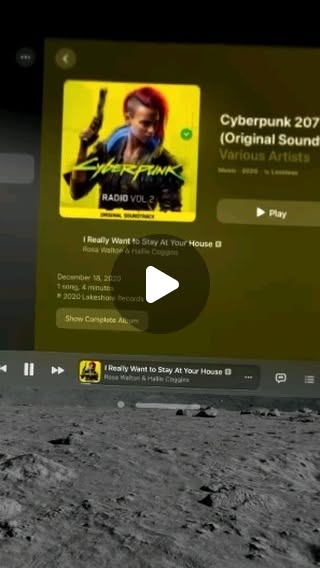 Cyberpunk 207
(Original Sound
Various Artists
Music · 2020 · Lossless
CYBERPUNK
RADIO VOL.2
ORIGINAL SOUNDTRACK
Play
I Really Want to Stay At Your House E
Rosa Walton & Hallie Coggins
December 18, 2020
1 song, 4 minutes
℗ 2020 Lakeshore Records
Show Complete Album
I Really Want to Stay At Your House E
Rosa Walton & Hallie Coggins